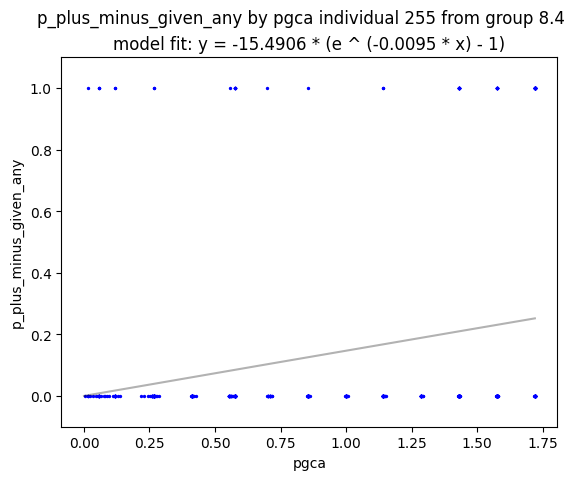 p_plus_minus_given_any by pgca individual 255 from group 8.4
model fit: y = -15.4906 * (e ^ (-0.0095 * x) - 1)
1.0
0.8
0.6
0.4
0.2
0.0
p_plus_minus_given_any
0.00 0.25 0.50 0.75 1.00 1.25 1.50 1.75
pgca